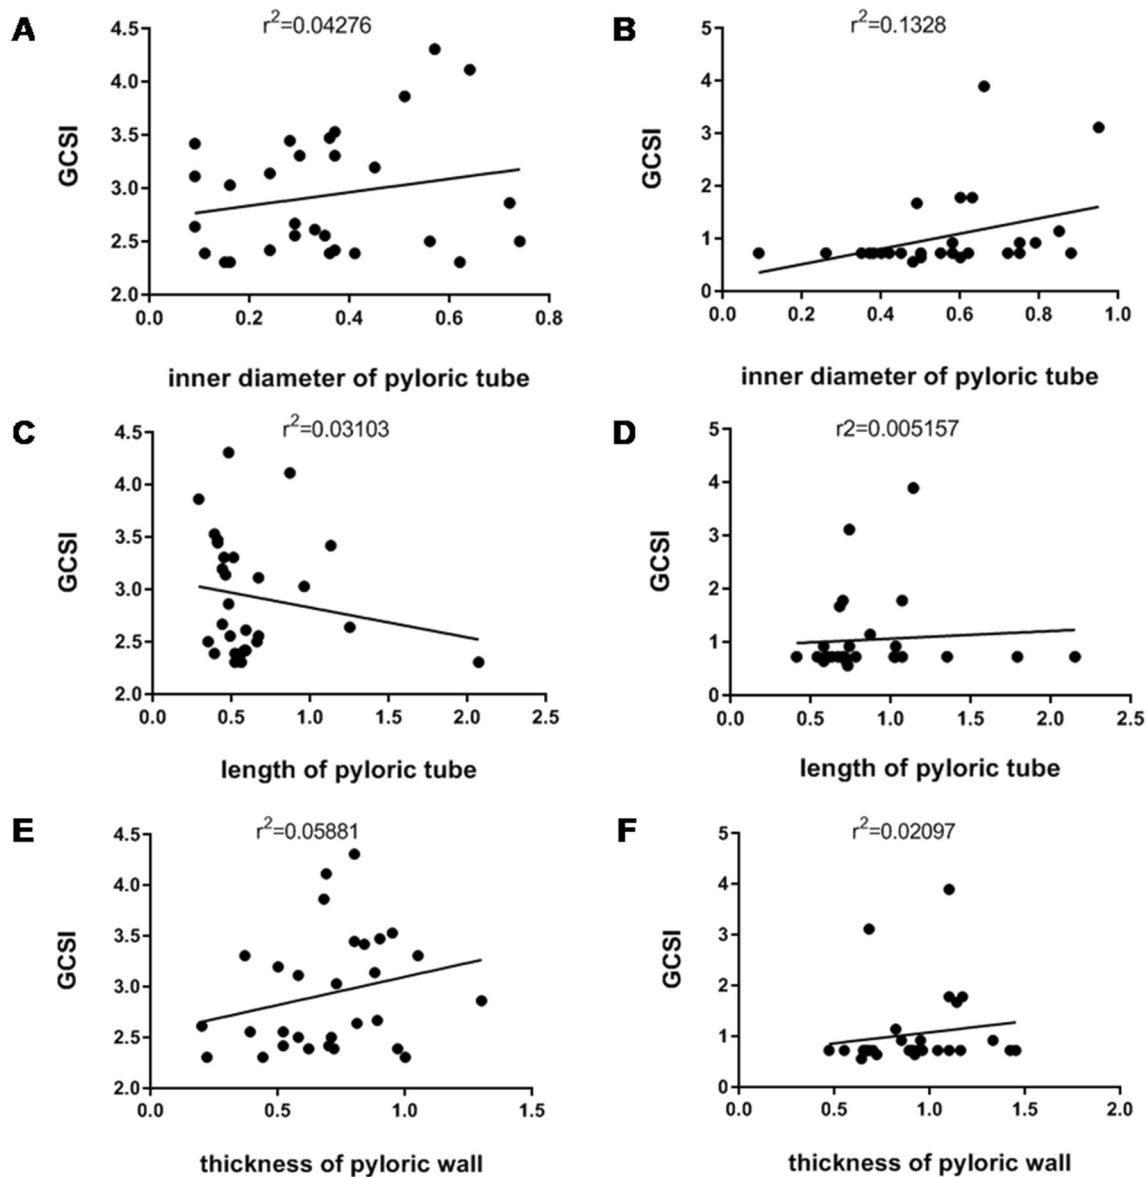 A
r²=0.04276
4.5
4.0
3.5
3.0
2.5
2.0
GCSI
0.0 0.2 0.4 0.6 0.8
inner diameter of pyloric tube
B
r²=0.1328
5
4
3
2
1
0
GCSI
0.0 0.2 0.4 0.6 0.8 1.0
inner diameter of pyloric tube
C
r²=0.03103
4.5
4.0
3.5
3.0
2.5
2.0
GCSI
0.0 0.5 1.0 1.5 2.0 2.5
length of pyloric tube
D
r2=0.005157
5
4
3
2
1
0
GCSI
0.0 0.5 1.0 1.5 2.0 2.5
length of pyloric tube
E
r²=0.05881
4.5
4.0
3.5
3.0
2.5
2.0
GCSI
0.0 0.5 1.0 1.5
thickness of pyloric wall
F
r²=0.02097
5
4
3
2
1
0
GCSI
0.0 0.5 1.0 1.5 2.0
thickness of pyloric wall